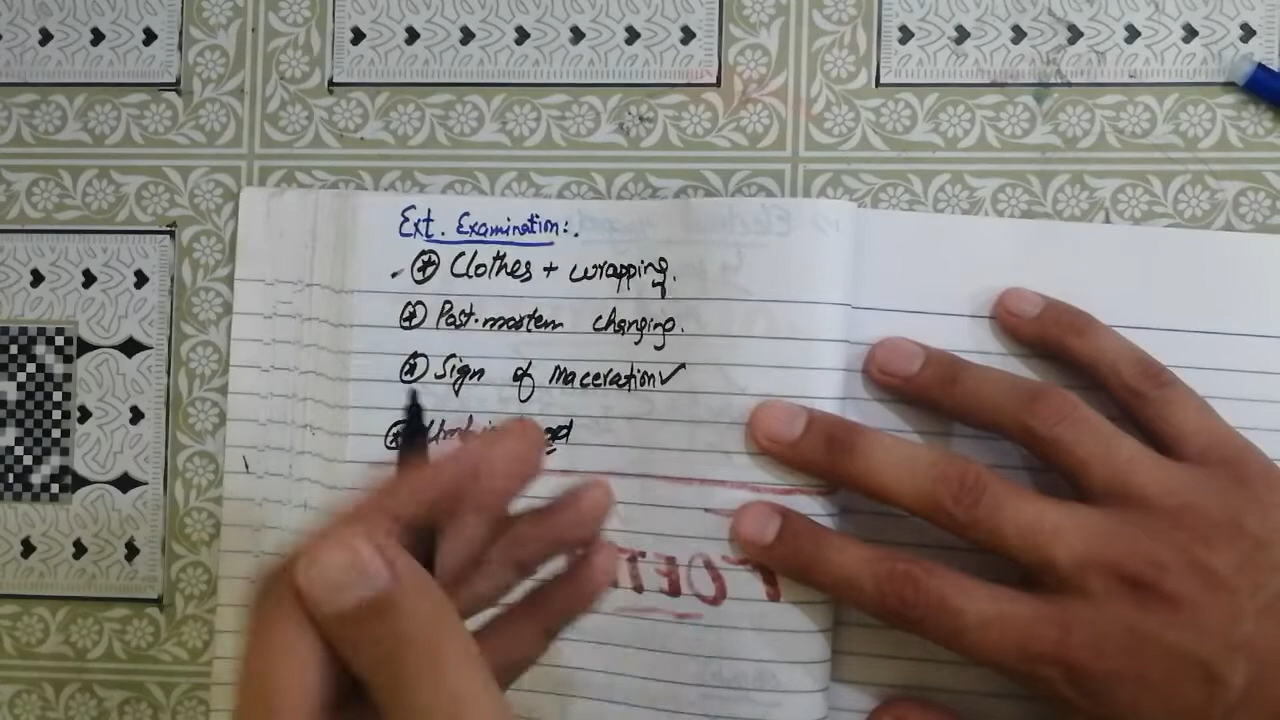 Ext. Examination:.
* Clothes + wrapping.
* Post.mortem changing.
* Sign of maceration✓